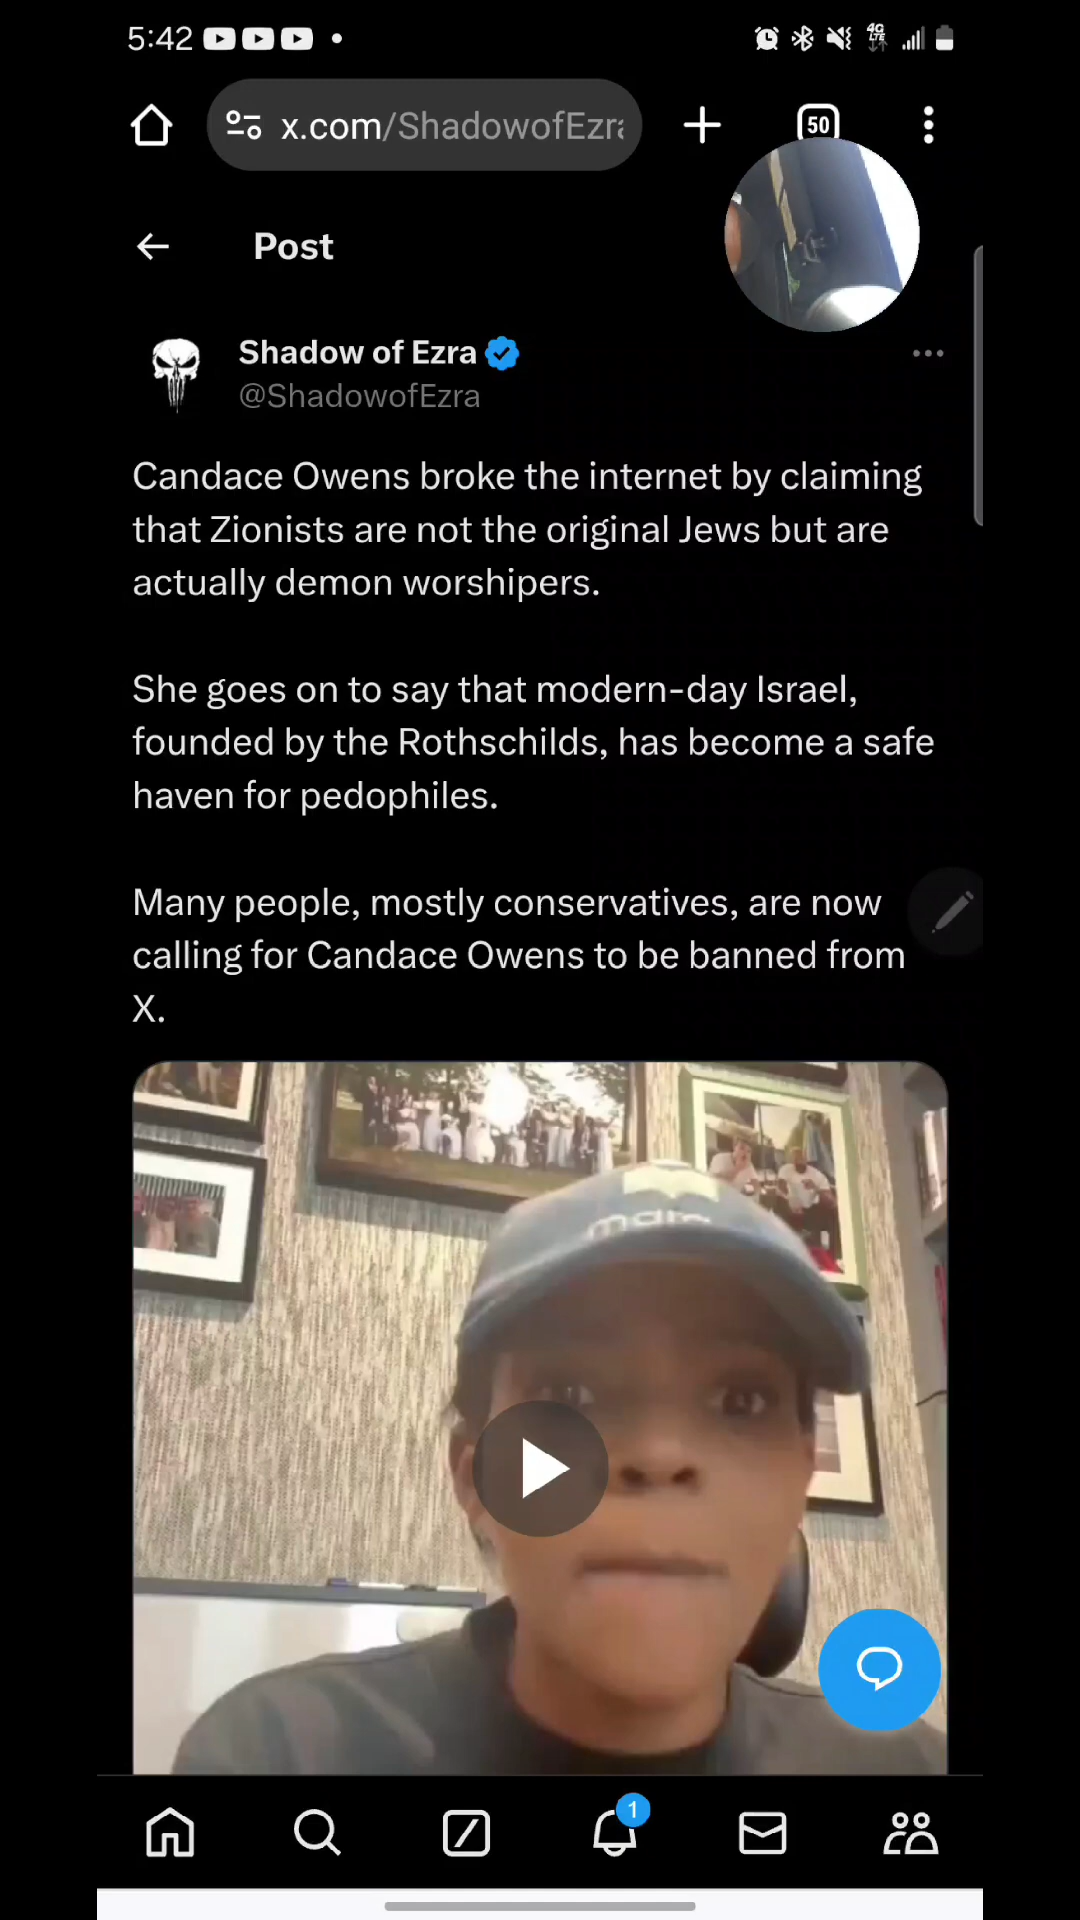 5:42
4G
LTE
x.com/ShadowofEzra
50
Post
Shadow of Ezra
@ShadowofEzra
Candace Owens broke the internet by claiming
that Zionists are not the original Jews but are
actually demon worshipers.
She goes on to say that modern-day Israel,
founded by the Rothschilds, has become a safe
haven for pedophiles.
Many people, mostly conservatives, are now
calling for Candace Owens to be banned from
X.
1